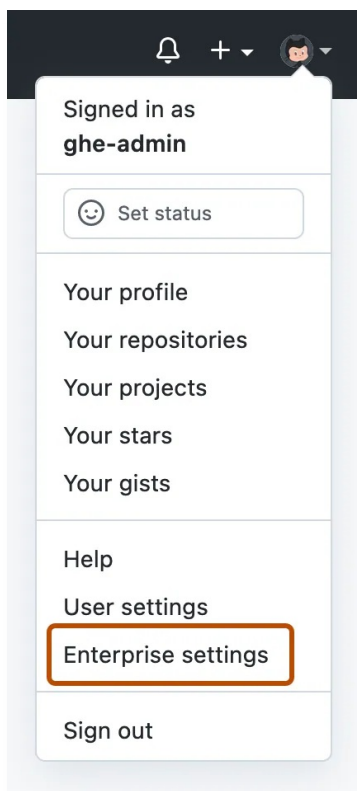 Signed in as
ghe-admin
Set status
Your profile
Your repositories
Your projects
Your stars
Your gists
Help
User settings
Enterprise settings
Sign out